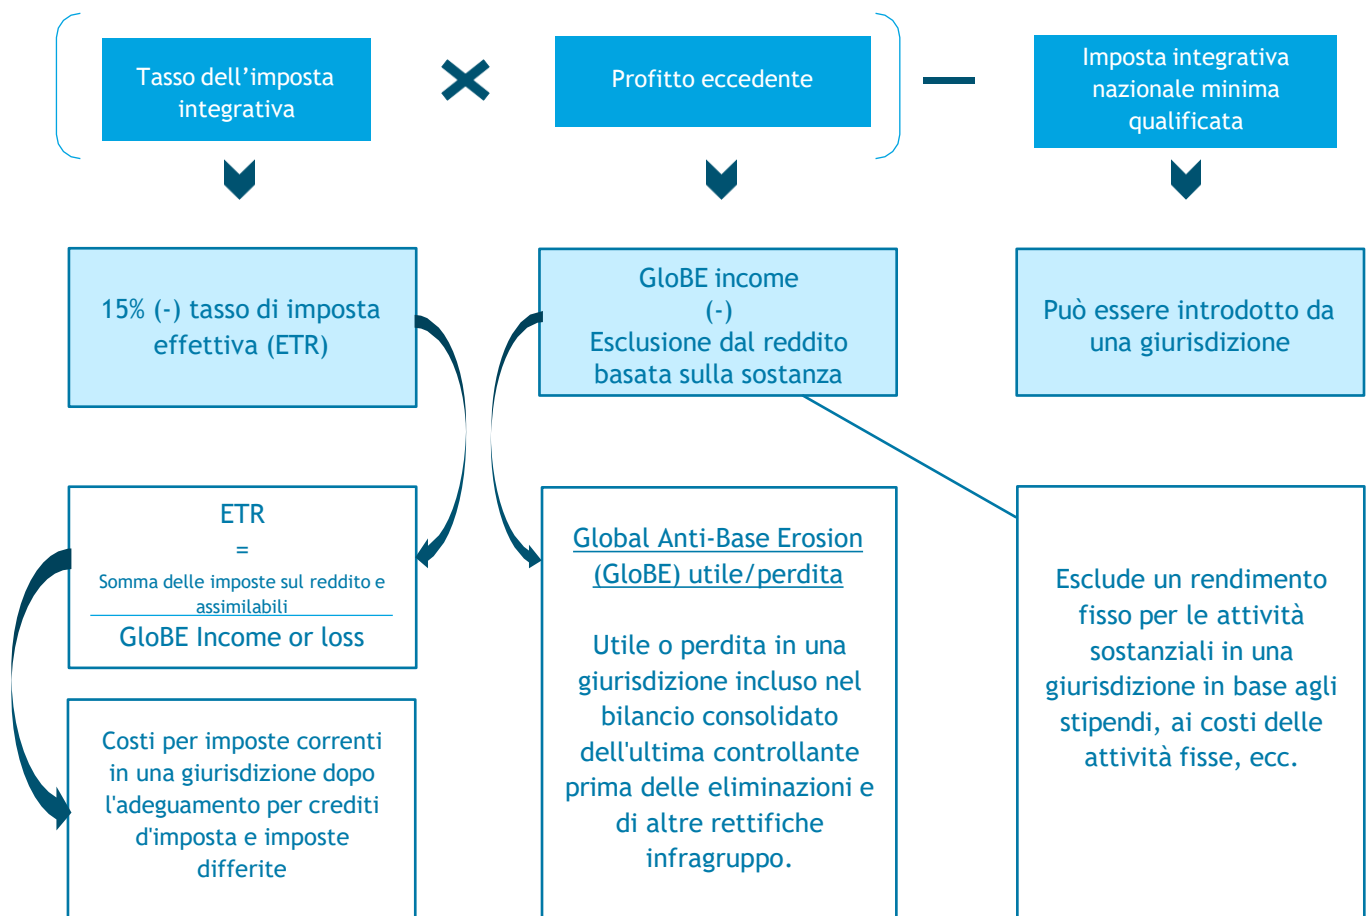 Tasso dell’imposta
integrativa
Profitto eccedente
Imposta integrativa
nazionale minima
qualificata
15% (-) tasso di imposta
effettiva (ETR)
GloBE income
(-)
Esclusione dal reddito
basata sulla sostanza
Può essere introdotto da
una giurisdizione
ETR
=
Somma delle imposte sul reddito e
assimilabili
GloBE Income or loss
Global Anti-Base Erosion
(GloBE) utile/perdita
Utile o perdita in una
giurisdizione incluso nel
bilancio consolidato
dell'ultima controllante
prima delle eliminazioni e
di altre rettifiche
infragruppo.
Esclude un rendimento
fisso per le attività
sostanziali in una
giurisdizione in base agli
stipendi, ai costi delle
attività fisse, ecc.
Costi per imposte correnti
in una giurisdizione dopo
l'adeguamento per crediti
d'imposta e imposte
differite